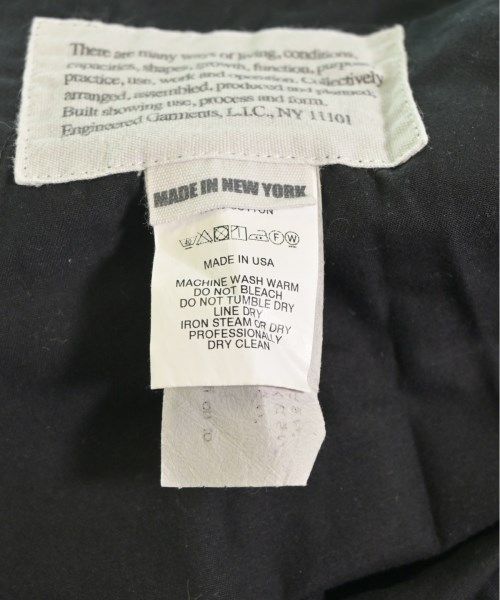 There are many ways of living, conditions,
capacities, shapes, growth, function, purpose
practice, use, work and operation. Collectively
arranged, assembled, produced and planned,
Built showing use, process and form.
Engineered Garments, L.I.C., NY 11101
MADE IN NEW YORK
COTTON
F W
MADE IN USA
MACHINE WASH WARM
DO NOT BLEACH
DO NOT TUMBLE DRY
LINE DRY
IRON STEAM OR DRY
PROFESSIONALLY
DRY CLEAN